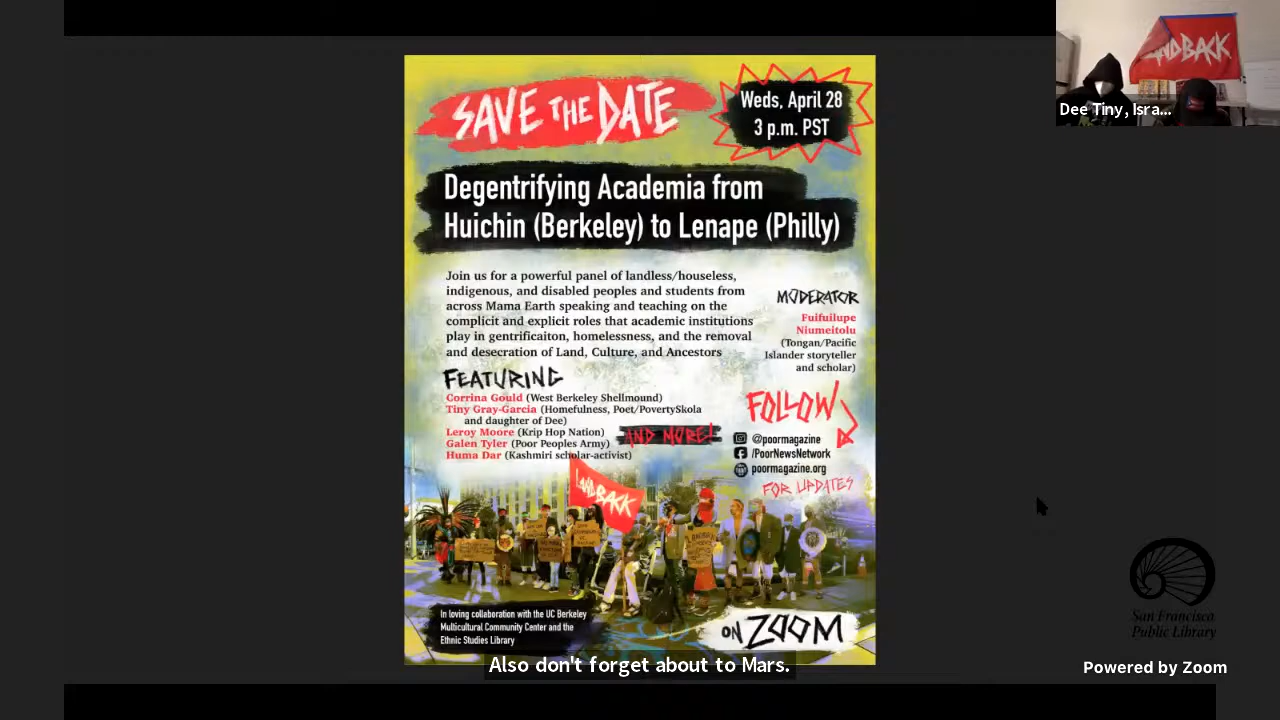 SAVE THE DATE
Weds, April 28
3 p.m. PST
Degentrifying Academia from
Huichin (Berkeley) to Lenape (Philly)
Join us for a powerful panel of landless/houseless,
indigenous, and disabled peoples and students from
across Mama Earth speaking and teaching on the
complicit and explicit roles that academic institutions
play in gentrificaiton, homelessness, and the removal
and desecration of Land, Culture, and Ancestors
MODERATOR
Fuifuilupe
Niumeitolu
(Tongan/Pacific
Islander storyteller
and scholar)
FEATURING
Corrina Gould (West Berkeley Shellmound)
Tiny Gray-Garcia (Homefulness, Poet/PovertySkola
and daughter of Dee)
Leroy Moore (Krip Hop Nation)
Galen Tyler (Poor Peoples Army)
Huma Dar (Kashmiri scholar-activist)
AND MORE!
FOLLOW
@poormagazine
/PoorNewsNetwork
poormagazine.org
FOR UPDATES
LANDBACK
In loving collaboration with the UC Berkeley
Multicultural Community Center and the
Ethnic Studies Library
ON ZOOM
Also don't forget about to Mars.
NDBACK
Dee Tiny, Isra...
San Francisco
Public Library
Powered by Zoom